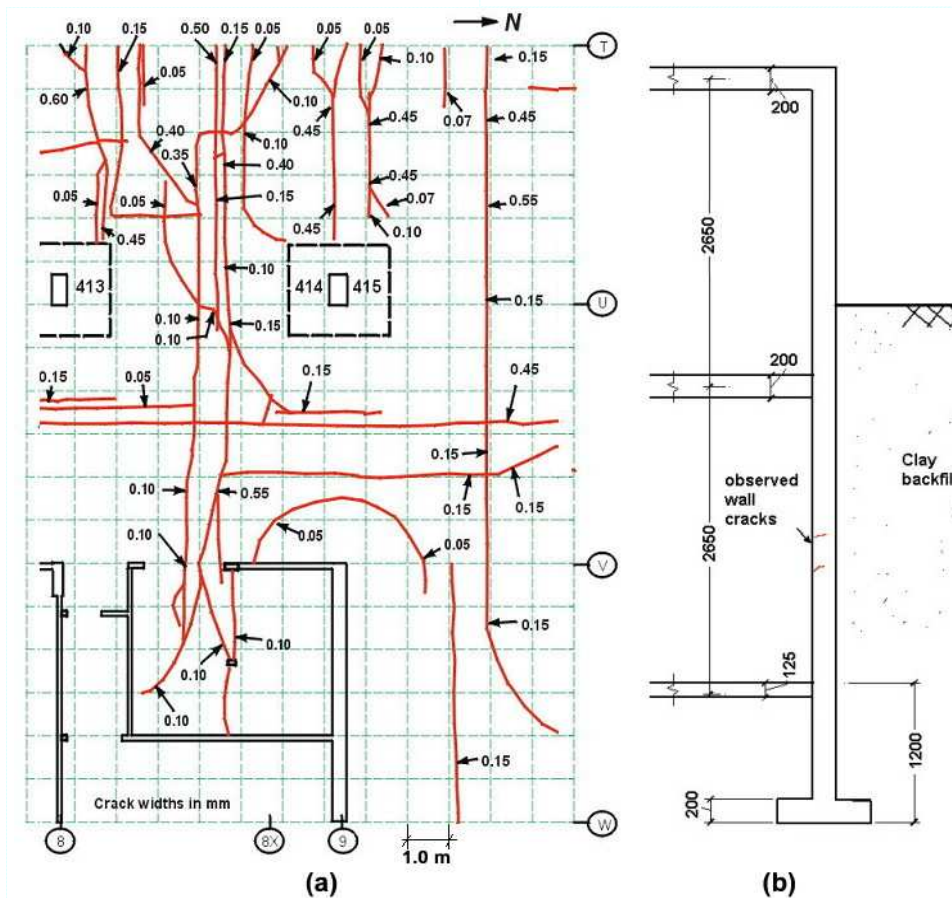 N
0.10 0.15 0.50 0.15 0.05 0.05 0.05 0.10 0.15
T
0.60 0.05 0.10 0.45 0.45 0.07 0.45
0.40 0.10
0.35 0.40 0.45
0.05 0.05 0.15 0.07 0.55
0.45 0.45 0.10
413 0.10 414 415
U
0.10 0.15 0.15
0.10
0.15 0.05 0.15 0.45
0.15
0.10 0.55 0.15 0.15
0.10 0.05 0.05
V
0.10 0.10 0.15
0.10
0.15
Crack widths in mm
W
8 8X 9
1.0 m
(a)
200
2650
200
observed
wall
cracks
Clay
backfil
2650
125
1200
200
(b)